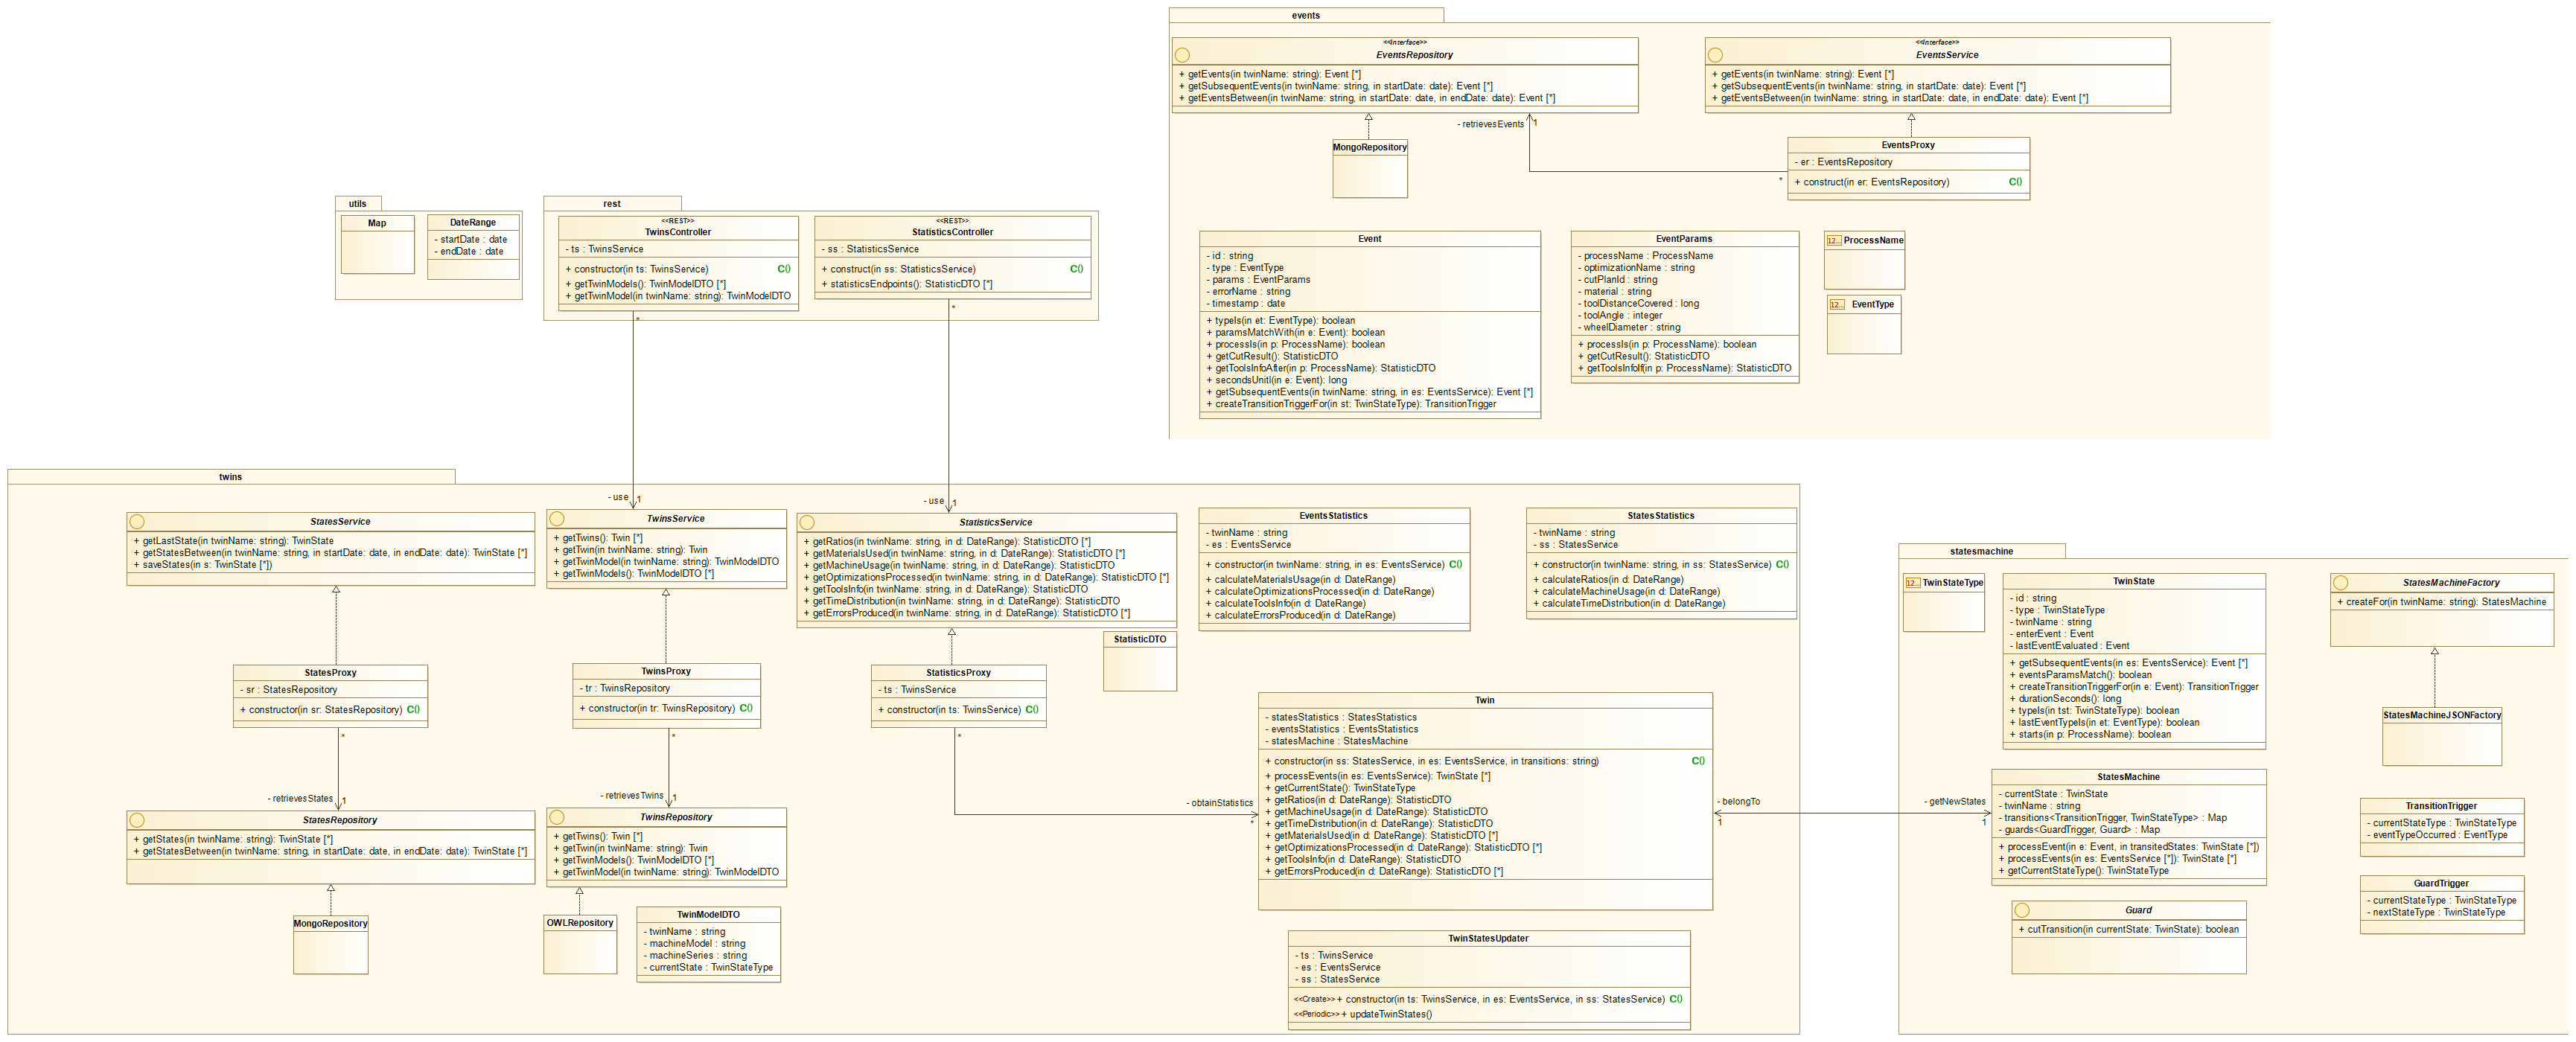 events
<<Interface>>
EventsRepository
+ getEvents(in twinName: string): Event [*]
+ getSubsequentEvents(in twinName: string, in startDate: date): Event [*]
+ getEventsBetween(in twinName: string, in startDate: date, in endDate: date): Event [*]
<<Interface>>
EventsService
+ getEvents(in twinName: string): Event [*]
+ getSubsequentEvents(in twinName: string, in startDate: date): Event [*]
+ getEventsBetween(in twinName: string, in startDate: date, in endDate: date): Event [*]
- retrievesEvents
1
*
MongoRepository
EventsProxy
- er : EventsRepository
+ construct(in er: EventsRepository) C()
Event
- id : string
- type : EventType
- params : EventParams
- errorName : string
- timestamp : date
+ typeIs(in et: EventType): boolean
+ paramsMatchWith(in e: Event): boolean
+ processIs(in p: ProcessName): boolean
+ getCutResult(): StatisticDTO
+ getToolsInfoAfter(in p: ProcessName): StatisticDTO
+ secondsUnitl(in e: Event): long
+ getSubsequentEvents(in twinName: string, in es: EventsService): Event [*]
+ createTransitionTriggerFor(in st: TwinStateType): TransitionTrigger
EventParams
- processName : ProcessName
- optimizationName : string
- cutPlanId : string
- material : string
- toolDistanceCovered : long
- toolAngle : integer
- wheelDiameter : string
+ processIs(in p: ProcessName): boolean
+ getCutResult(): StatisticDTO
+ getToolsInfoIf(in p: ProcessName): StatisticDTO
12... ProcessName
12... EventType
utils
Map
DateRange
- startDate : date
- endDate : date
rest
<<REST>>
TwinsController
- ts : TwinsService
+ constructor(in ts: TwinsService) C()
+ getTwinModels(): TwinModelDTO [*]
+ getTwinModel(in twinName: string): TwinModelDTO
<<REST>>
StatisticsController
- ss : StatisticsService
+ construct(in ss: StatisticsService) C()
+ statisticsEndpoints(): StatisticDTO [*]
*
*
- use
1
- use
1
twins
StatesService
+ getLastState(in twinName: string): TwinState
+ getStatesBetween(in twinName: string, in startDate: date, in endDate: date): TwinState [*]
+ saveStates(in s: TwinState [*])
TwinsService
+ getTwins(): Twin [*]
+ getTwin(in twinName: string): Twin
+ getTwinModel(in twinName: string): TwinModelDTO
+ getTwinModels(): TwinModelDTO [*]
StatisticsService
+ getRatios(in twinName: string, in d: DateRange): StatisticDTO [*]
+ getMaterialsUsed(in twinName: string, in d: DateRange): StatisticDTO [*]
+ getMachineUsage(in twinName: string, in d: DateRange): StatisticDTO
+ getOptimizationsProcessed(in twinName: string, in d: DateRange): StatisticDTO [*]
+ getToolsInfo(in twinName: string, in d: DateRange): StatisticDTO
+ getTimeDistribution(in twinName: string, in d: DateRange): StatisticDTO
+ getErrorsProduced(in twinName: string, in d: DateRange): StatisticDTO [*]
EventsStatistics
- twinName : string
- es : EventsService
+ constructor(in twinName: string, in es: EventsService) C()
+ calculateMaterialsUsage(in d: DateRange)
+ calculateOptimizationsProcessed(in d: DateRange)
+ calculateToolsInfo(in d: DateRange)
+ calculateErrorsProduced(in d: DateRange)
StatesStatistics
- twinName : string
- ss : StatesService
+ constructor(in twinName: string, in ss: StatesService) C()
+ calculateRatios(in d: DateRange)
+ calculateMachineUsage(in d: DateRange)
+ calculateTimeDistribution(in d: DateRange)
StatisticDTO
StatesProxy
- sr : StatesRepository
+ constructor(in sr: StatesRepository) C()
TwinsProxy
- tr : TwinsRepository
+ constructor(in tr: TwinsRepository) C()
StatisticsProxy
- ts : TwinsService
+ constructor(in ts: TwinsService) C()
*
*
*
- retrievesStates
1
- retrievesTwins
1
- obtainStatistics
*
StatesRepository
+ getStates(in twinName: string): TwinState [*]
+ getStatesBetween(in twinName: string, in startDate: date, in endDate: date): TwinState [*]
TwinsRepository
+ getTwins(): Twin [*]
+ getTwin(in twinName: string): Twin
+ getTwinModels(): TwinModelDTO [*]
+ getTwinModel(in twinName: string): TwinModelDTO
MongoRepository
OWLRepository
TwinModelDTO
- twinName : string
- machineModel : string
- machineSeries : string
- currentState : TwinStateType
Twin
- statesStatistics : StatesStatistics
- eventsStatistics : EventsStatistics
- statesMachine : StatesMachine
+ constructor(in ss: StatesService, in es: EventsService, in transitions: string) C()
+ processEvents(in es: EventsService): TwinState [*]
+ getCurrentState(): TwinStateType
+ getRatios(in d: DateRange): StatisticDTO
+ getMachineUsage(in d: DateRange): StatisticDTO
+ getTimeDistribution(in d: DateRange): StatisticDTO
+ getMaterialsUsed(in d: DateRange): StatisticDTO [*]
+ getOptimizationsProcessed(in d: DateRange): StatisticDTO [*]
+ getToolsInfo(in d: DateRange): StatisticDTO
+ getErrorsProduced(in d: DateRange): StatisticDTO [*]
TwinStatesUpdater
- ts : TwinsService
- es : EventsService
- ss : StatesService
<<Create>> + constructor(in ts: TwinsService, in es: EventsService, in ss: StatesService) C()
<<Periodic>> + updateTwinStates()
- belongTo
1
- getNewStates
1
statesmachine
12... TwinStateType
TwinState
- id : string
- type : TwinStateType
- twinName : string
- enterEvent : Event
- lastEventEvaluated : Event
+ getSubsequentEvents(in es: EventsService): Event [*]
+ eventsParamsMatch(): boolean
+ createTransitionTriggerFor(in e: Event): TransitionTrigger
+ durationSeconds(): long
+ typeIs(in tst: TwinStateType): boolean
+ lastEventTypeIs(in et: EventType): boolean
+ starts(in p: ProcessName): boolean
StatesMachineFactory
+ createFor(in twinName: string): StatesMachine
StatesMachineJSONFactory
StatesMachine
- currentState : TwinState
- twinName : string
- transitions<TransitionTrigger, TwinStateType> : Map
- guards<GuardTrigger, Guard> : Map
+ processEvent(in e: Event, in transitedStates: TwinState [*])
+ processEvents(in es: EventsService [*]): TwinState [*]
+ getCurrentStateType(): TwinStateType
TransitionTrigger
- currentStateType : TwinStateType
- eventTypeOccurred : EventType
GuardTrigger
- currentStateType : TwinStateType
- nextStateType : TwinStateType
Guard
+ cutTransition(in currentState: TwinState): boolean